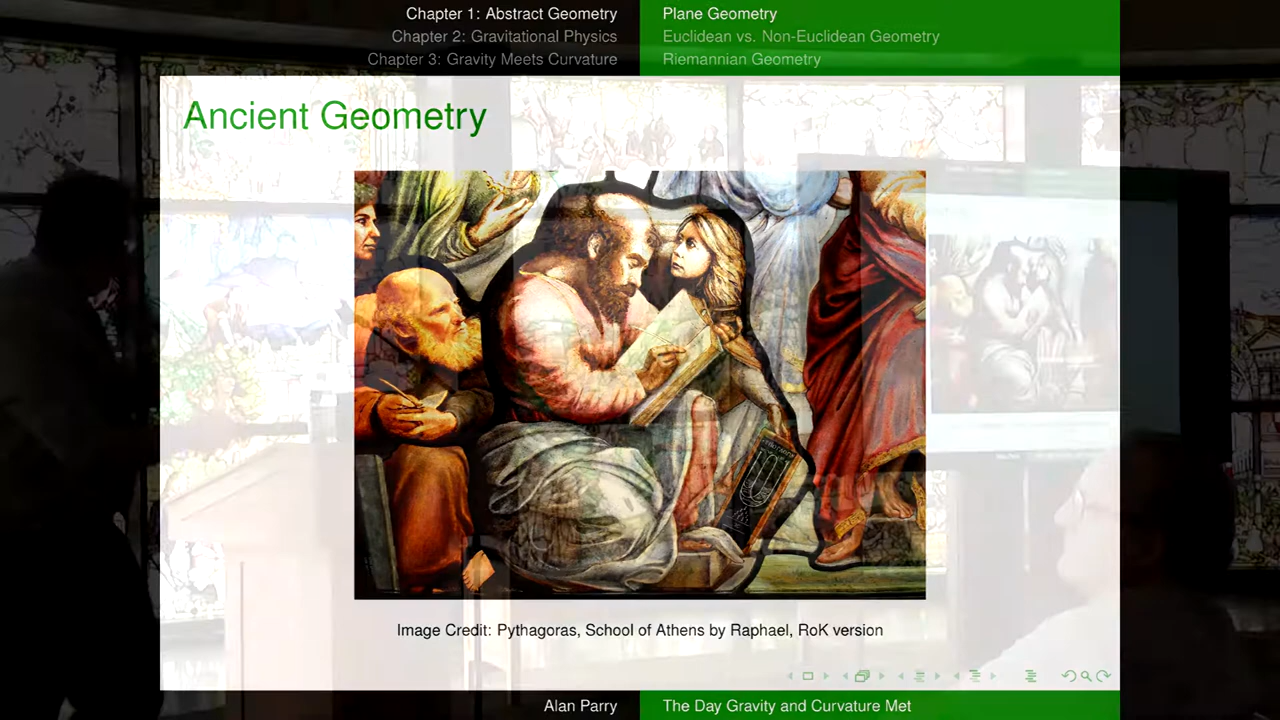 Chapter 1: Abstract Geometry
Chapter 2: Gravitational Physics
Chapter 3: Gravity Meets Curvature
Plane Geometry
Euclidean vs. Non-Euclidean Geometry
Riemannian Geometry
Ancient Geometry
Image Credit: Pythagoras, School of Athens by Raphael, RoK version
Alan Parry
The Day Gravity and Curvature Met